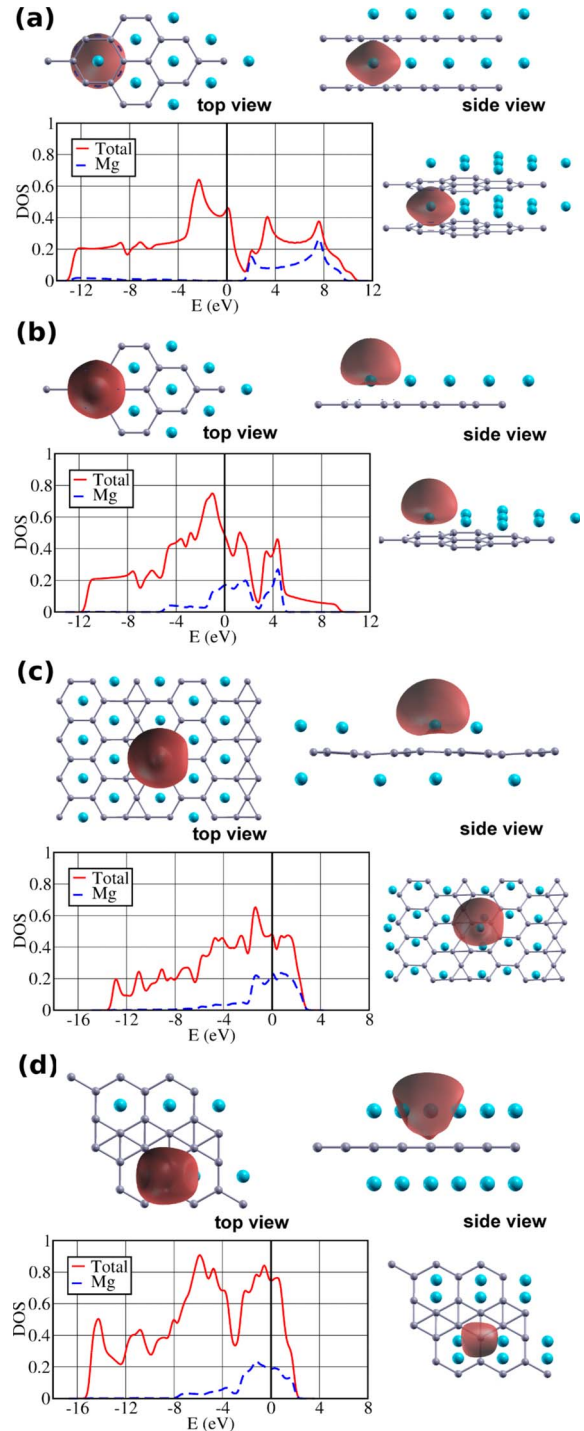 (a)
top view
side view
Total
Mg
1
0.8
0.6
0.4
0.2
0
DOS
-12 -8 -4 0 4 8 12
E (eV)
(b)
top view
side view
Total
Mg
1
0.8
0.6
0.4
0.2
0
DOS
-12 -8 -4 0 4 8 12
E (eV)
(c)
top view
side view
Total
Mg
1
0.8
0.6
0.4
0.2
0
DOS
-16 -12 -8 -4 0 4 8
E (eV)
(d)
top view
side view
Total
Mg
1
0.8
0.6
0.4
0.2
0
DOS
-16 -12 -8 -4 0 4 8
E (eV)